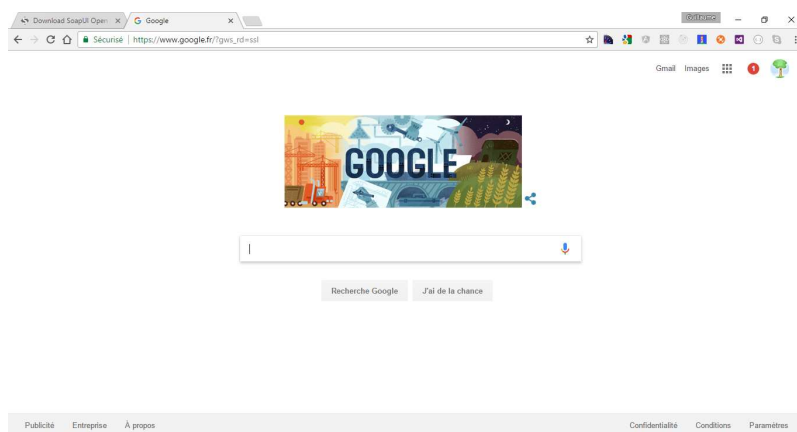 Download SoapUI Open
Google
Guillaume
Sécurisé | https://www.google.fr/?gws_rd=ssl
Gmail Images 1
GOOGLE
Recherche Google J'ai de la chance
Publicité Entreprise À propos Confidentialité Conditions Paramètres